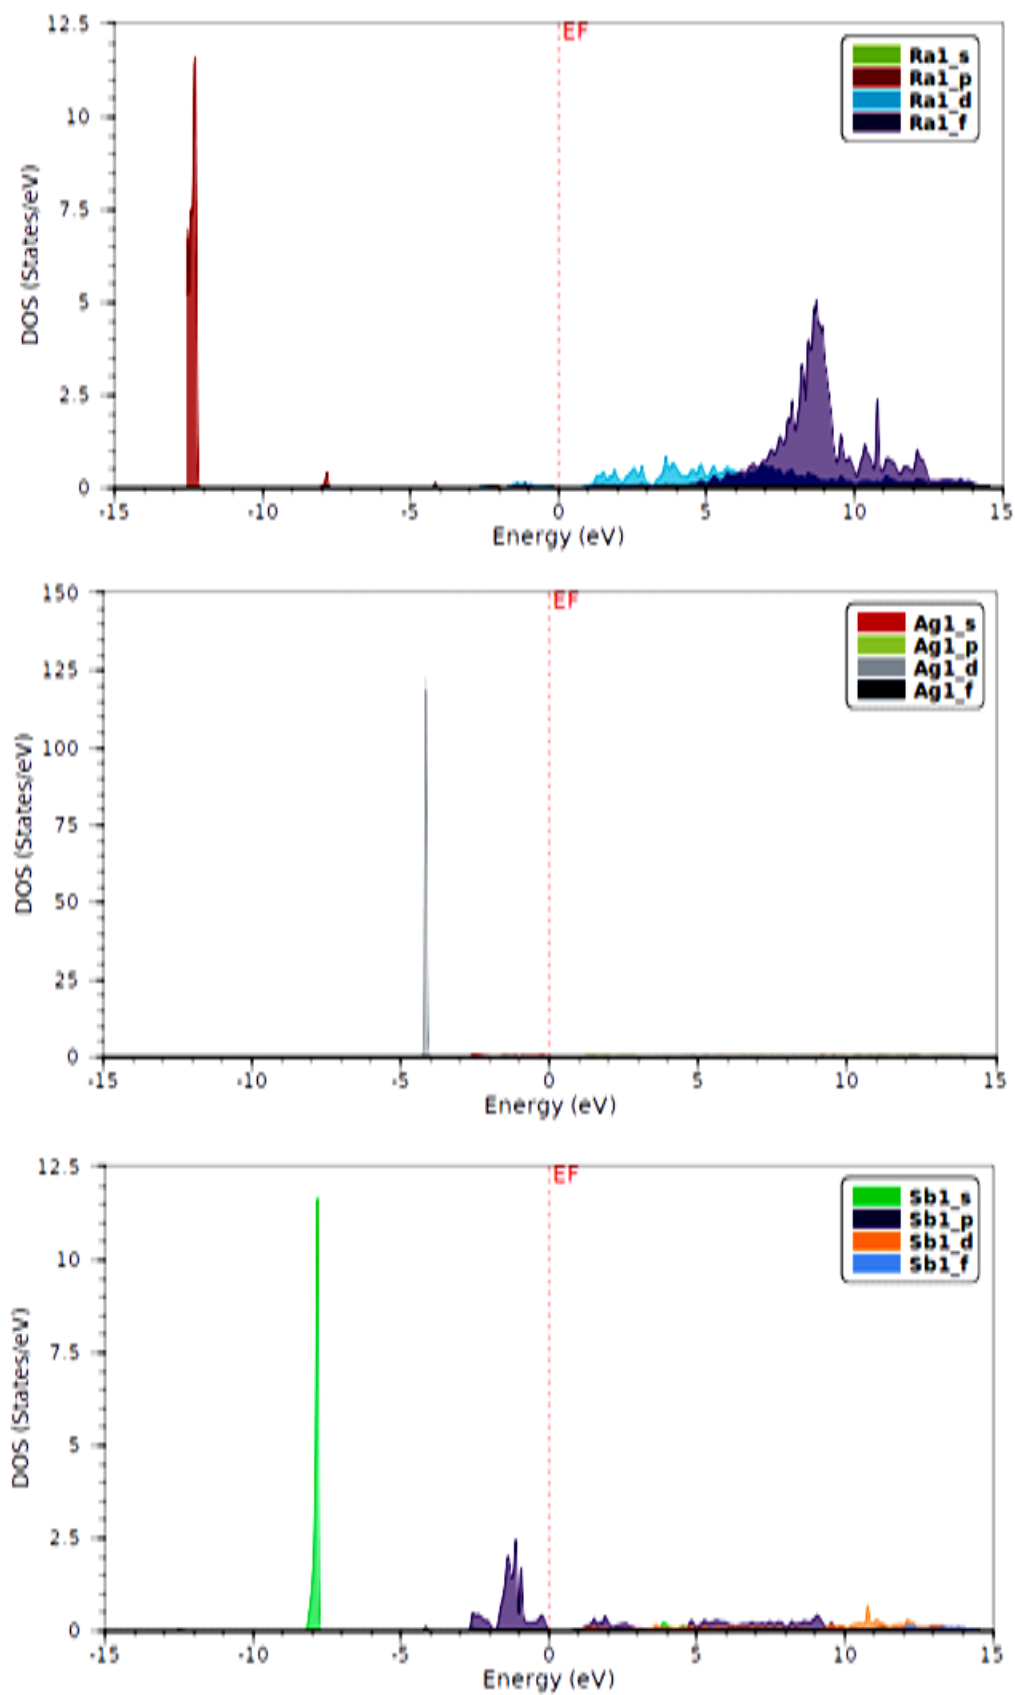 12.5
EF
Ra1_s
Ra1_p
Ra1_d
Ra1_f
10
7.5
5
2.5
0
DOS (States/eV)
-15 -10 -5 0 5 10 15
Energy (eV)
150
EF
Ag1_s
Ag1_p
Ag1_d
Ag1_f
125
100
75
50
25
0
DOS (States/eV)
-15 -10 -5 0 5 10 15
Energy (eV)
12.5
EF
Sb1_s
Sb1_p
Sb1_d
Sb1_f
10
7.5
5
2.5
0
DOS (States/eV)
-15 -10 -5 0 5 10 15
Energy (eV)